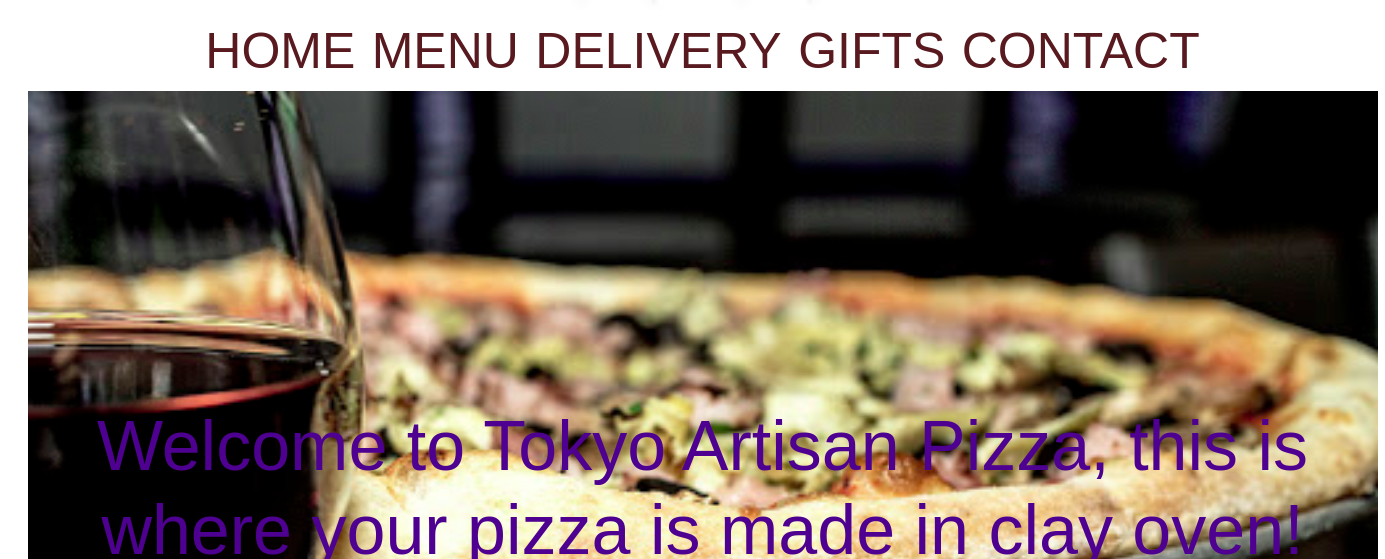 HOME MENU DELIVERY GIFTS CONTACT
Welcome to Tokyo Artisan Pizza, this is
where your pizza is made in clay oven!